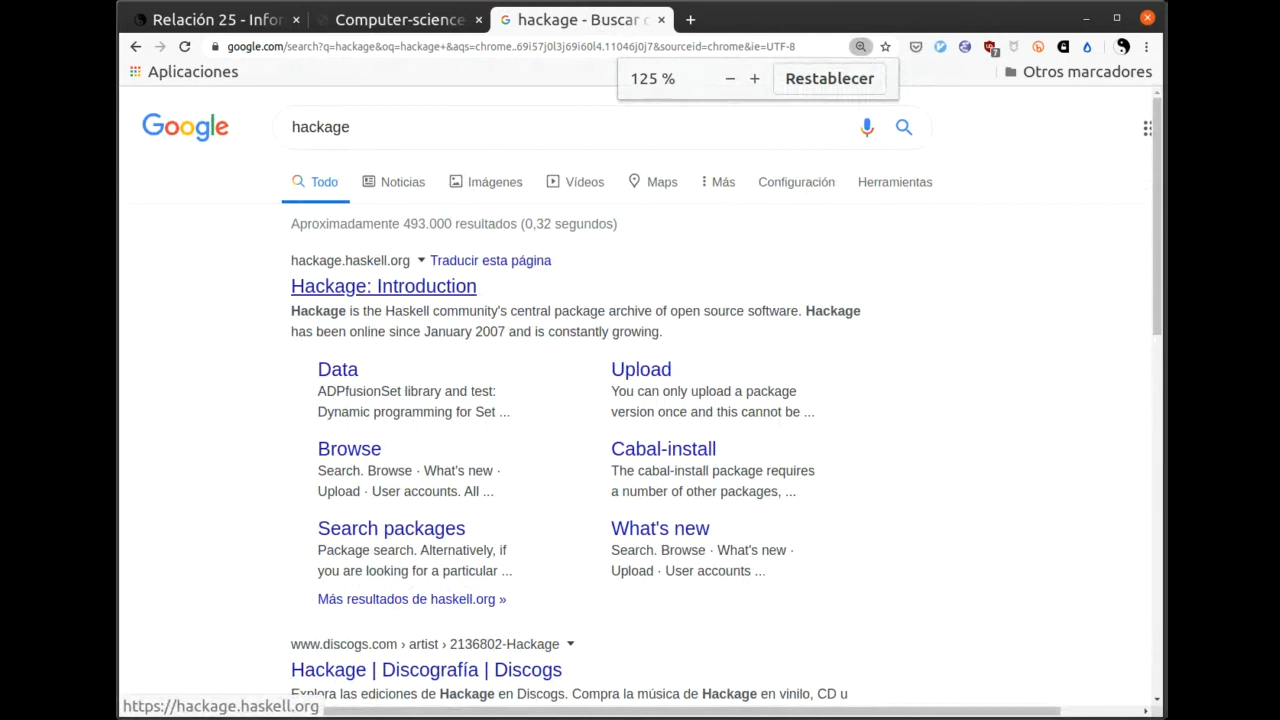 Relación 25 - Infor
Computer-science
hackage - Buscar c
google.com/search?q=hackage&oq=hackage+&aqs=chrome..69i57j0l3j69i60l4.11046j0j7&sourceid=chrome&ie=UTF-8
7
Aplicaciones
Otros marcadores
125 %
Restablecer
Google
hackage
Todo
Noticias
Imágenes
Vídeos
Maps
Más
Configuración
Herramientas
Aproximadamente 493.000 resultados (0,32 segundos)
hackage.haskell.org
Traducir esta página
Hackage: Introduction
Hackage is the Haskell community's central package archive of open source software. Hackage
has been online since January 2007 and is constantly growing.
Data
ADPfusionSet library and test:
Dynamic programming for Set ...
Upload
You can only upload a package
version once and this cannot be ...
Browse
Search. Browse · What's new ·
Upload · User accounts. All ...
Cabal-install
The cabal-install package requires
a number of other packages, ...
Search packages
Package search. Alternatively, if
you are looking for a particular ...
What's new
Search. Browse · What's new ·
Upload · User accounts ...
Más resultados de haskell.org »
www.discogs.com › artist › 2136802-Hackage
Hackage | Discografía | Discogs
Explora las ediciones de Hackage en Discogs. Compra la música de Hackage en vinilo, CD u
https://hackage.haskell.org